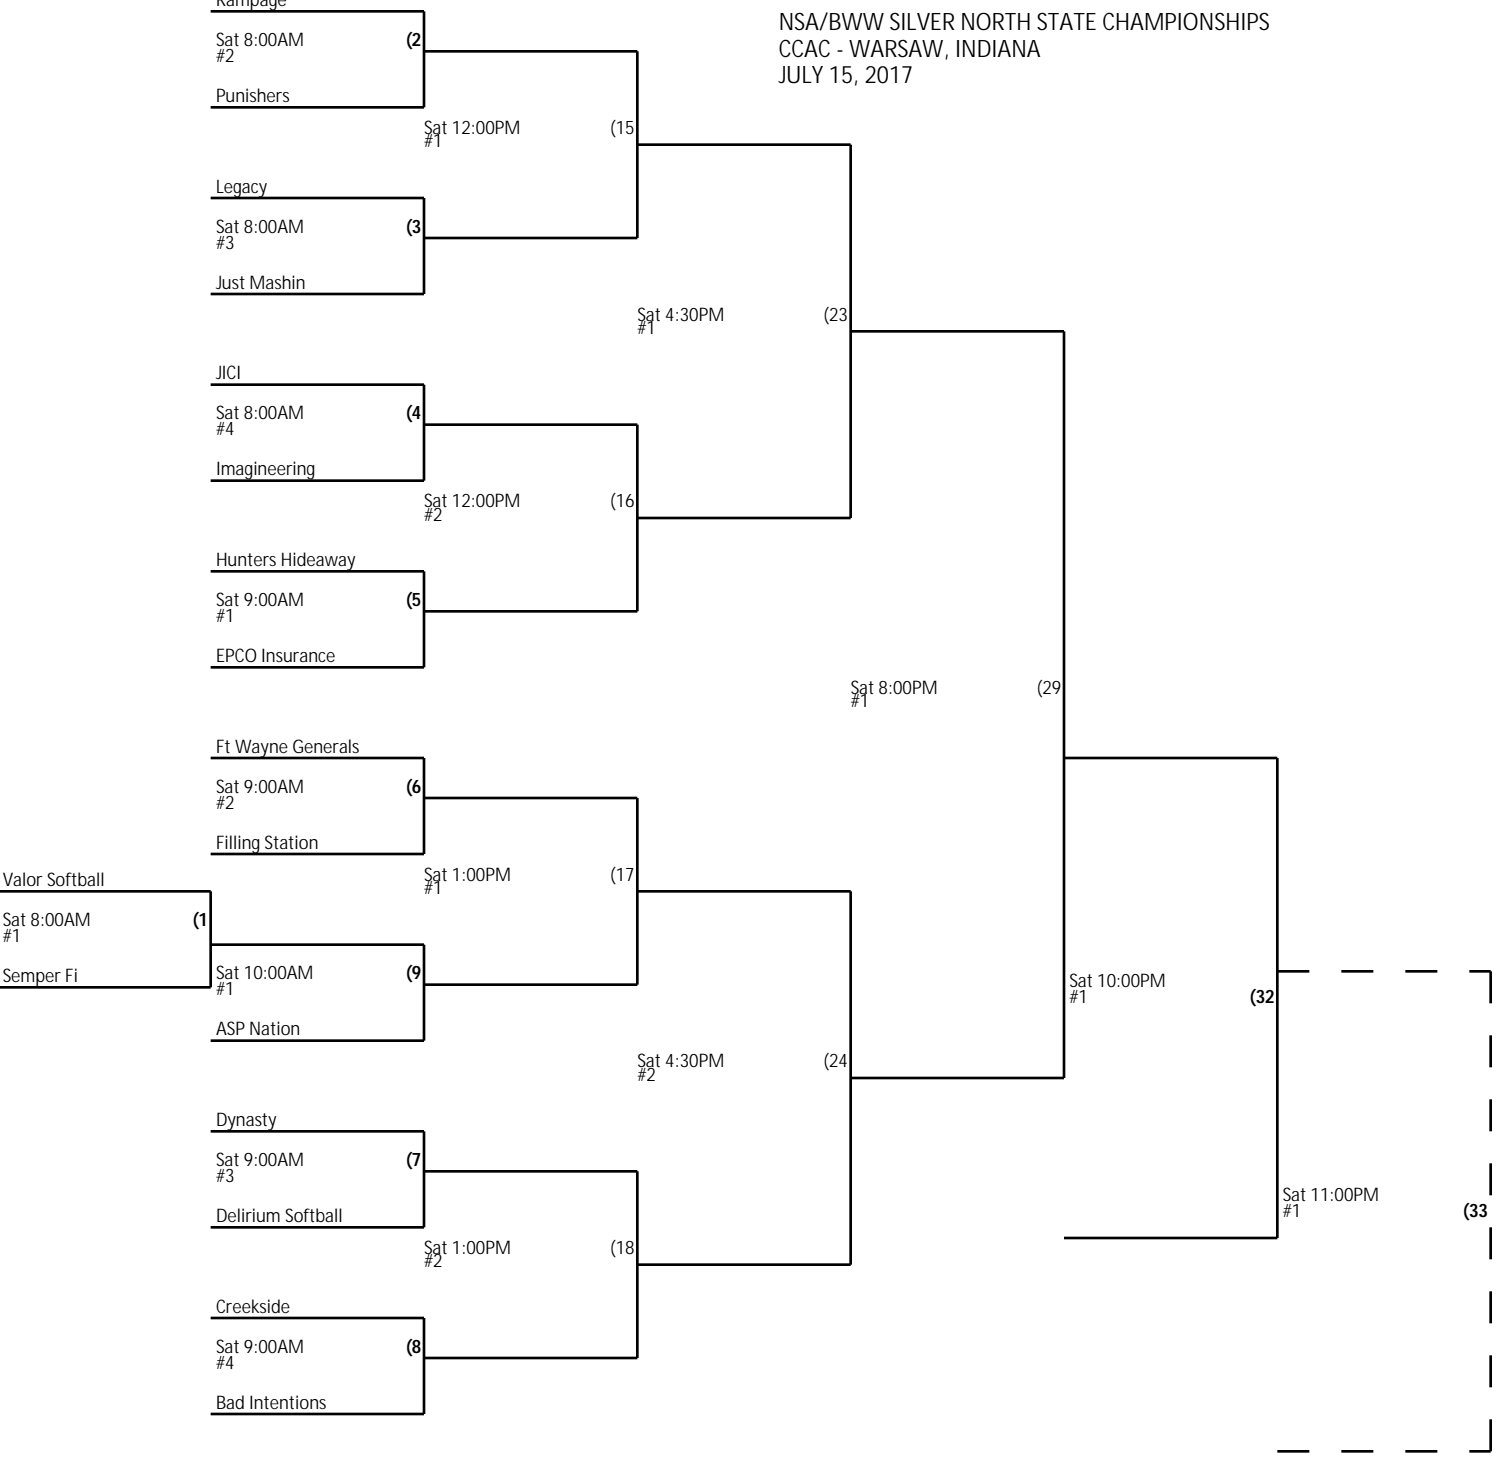 Rampage
NSA/BWW SILVER NORTH STATE CHAMPIONSHIPS
CCAC - WARSAW, INDIANA
JULY 15, 2017
Sat 8:00AM (2
#2
Punishers
Sat 12:00PM (15
#1
Legacy
Sat 8:00AM (3
#3
Just Mashin
Sat 4:30PM (23
#1
JICI
Sat 8:00AM (4
#4
Imagineering
Sat 12:00PM (16
#2
Hunters Hideaway
Sat 9:00AM (5
#1
EPCO Insurance
Sat 8:00PM (29
#1
Ft Wayne Generals
Sat 9:00AM (6
#2
Filling Station
Sat 1:00PM (17
#1
Valor Softball
Sat 8:00AM (1
#1
Semper Fi
Sat 10:00AM (9
#1
ASP Nation
Sat 10:00PM (32
#1
Sat 4:30PM (24
#2
Dynasty
Sat 9:00AM (7
#3
Delirium Softball
Sat 11:00PM (33
#1
Sat 1:00PM (18
#2
Creekside
Sat 9:00AM (8
#4
Bad Intentions